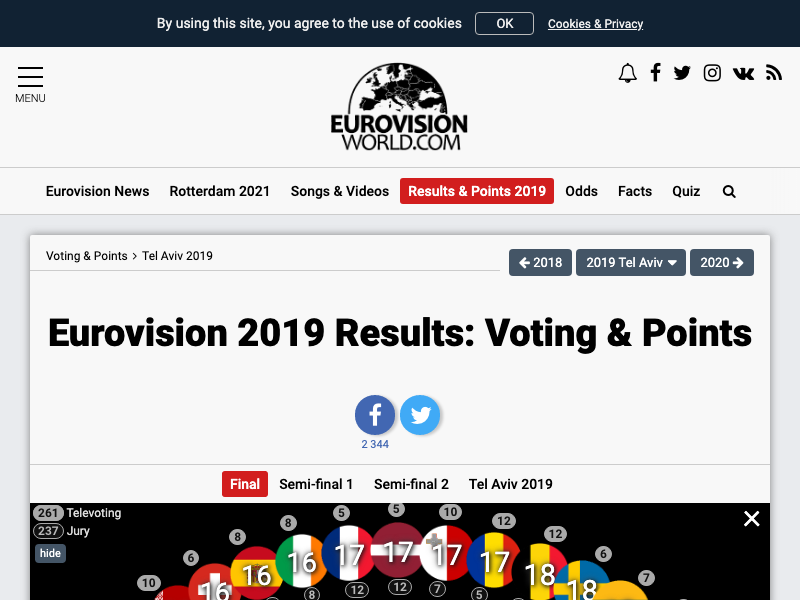 By using this site, you agree to the use of cookies OK Cookies & Privacy
MENU
EUROVISION
WORLD.COM
Eurovision News Rotterdam 2021 Songs & Videos Results & Points 2019 Odds Facts Quiz
Voting & Points › Tel Aviv 2019
2018 2019 Tel Aviv 2020
Eurovision 2019 Results: Voting & Points
2 344
Final Semi-final 1 Semi-final 2 Tel Aviv 2019
261 Televoting
237 Jury
hide
10 6 8 8 5 5 10 12 12 6 7
16 16 16 17 17 17 17 18 18
8 12 12 7 5